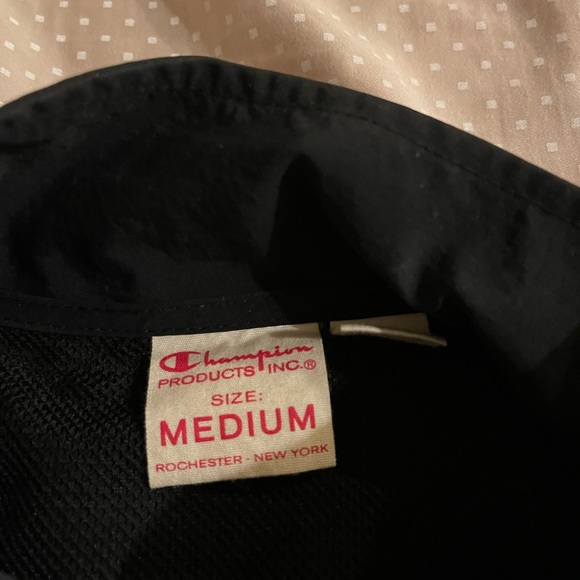 Champion
PRODUCTS INC.®
SIZE:
MEDIUM
ROCHESTER - NEW YORK